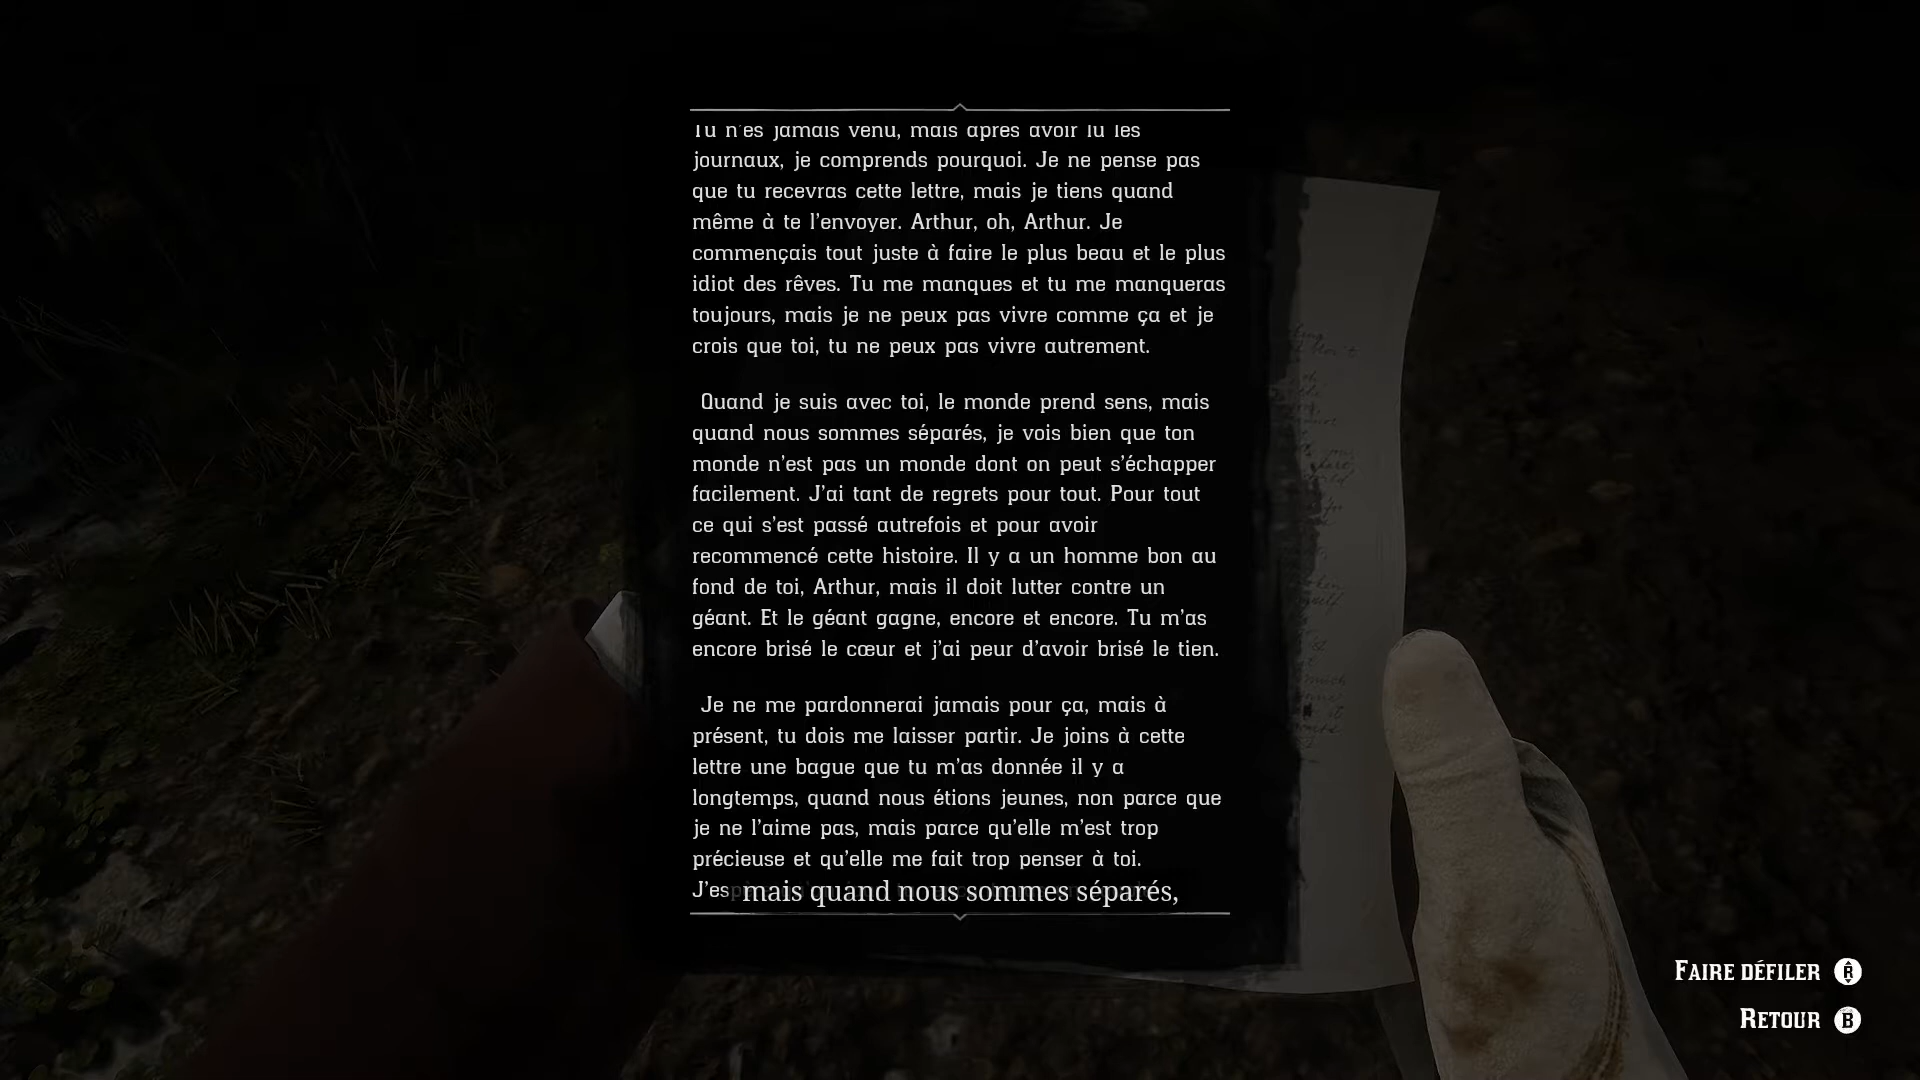 Tu n'es jamais venu, mais après avoir lu les
journaux, je comprends pourquoi. Je ne pense pas
que tu recevras cette lettre, mais je tiens quand
même à te l'envoyer. Arthur, oh, Arthur. Je
commençais tout juste à faire le plus beau et le plus
idiot des rêves. Tu me manques et tu me manqueras
toujours, mais je ne peux pas vivre comme ça et je
crois que toi, tu ne peux pas vivre autrement.
Quand je suis avec toi, le monde prend sens, mais
quand nous sommes séparés, je vois bien que ton
monde n'est pas un monde dont on peut s'échapper
facilement. J'ai tant de regrets pour tout. Pour tout
ce qui s'est passé autrefois et pour avoir
recommencé cette histoire. Il y a un homme bon au
fond de toi, Arthur, mais il doit lutter contre un
géant. Et le géant gagne, encore et encore. Tu m'as
encore brisé le cœur et j'ai peur d'avoir brisé le tien.
Je ne me pardonnerai jamais pour ça, mais à
présent, tu dois me laisser partir. Je joins à cette
lettre une bague que tu m'as donnée il y a
longtemps, quand nous étions jeunes, non parce que
je ne l'aime pas, mais parce qu'elle m'est trop
précieuse et qu'elle me fait trop penser à toi.
mais quand nous sommes séparés,
FAIRE DÉFILER R
RETOUR B